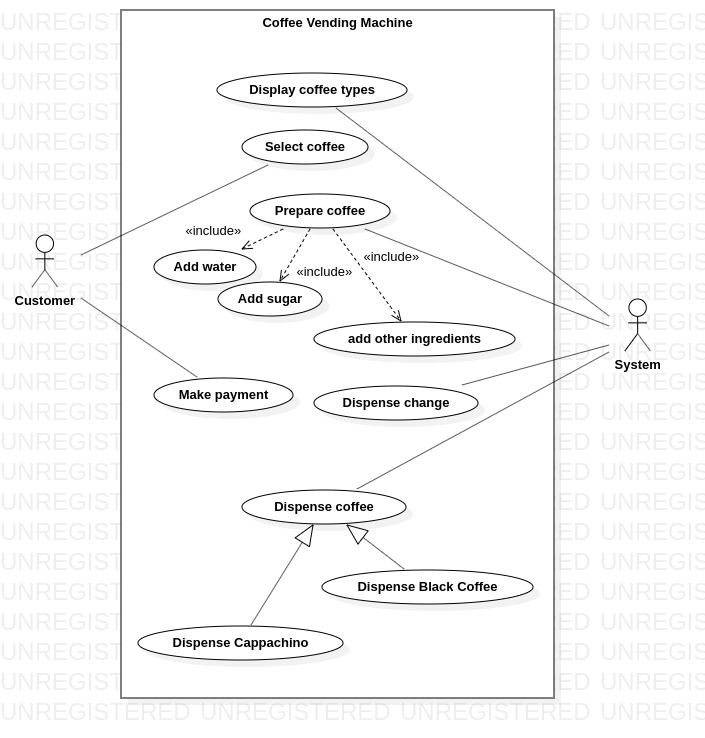 Coffee Vending Machine
Display coffee types
Select coffee
Prepare coffee
«include»
«include»
Add water
«include»
Add sugar
Customer
add other ingredients
System
Make payment
Dispense change
Dispense coffee
Dispense Black Coffee
Dispense Cappachino
UNREGISTERED UNREGISTERED UNREGISTERED UNREGIS